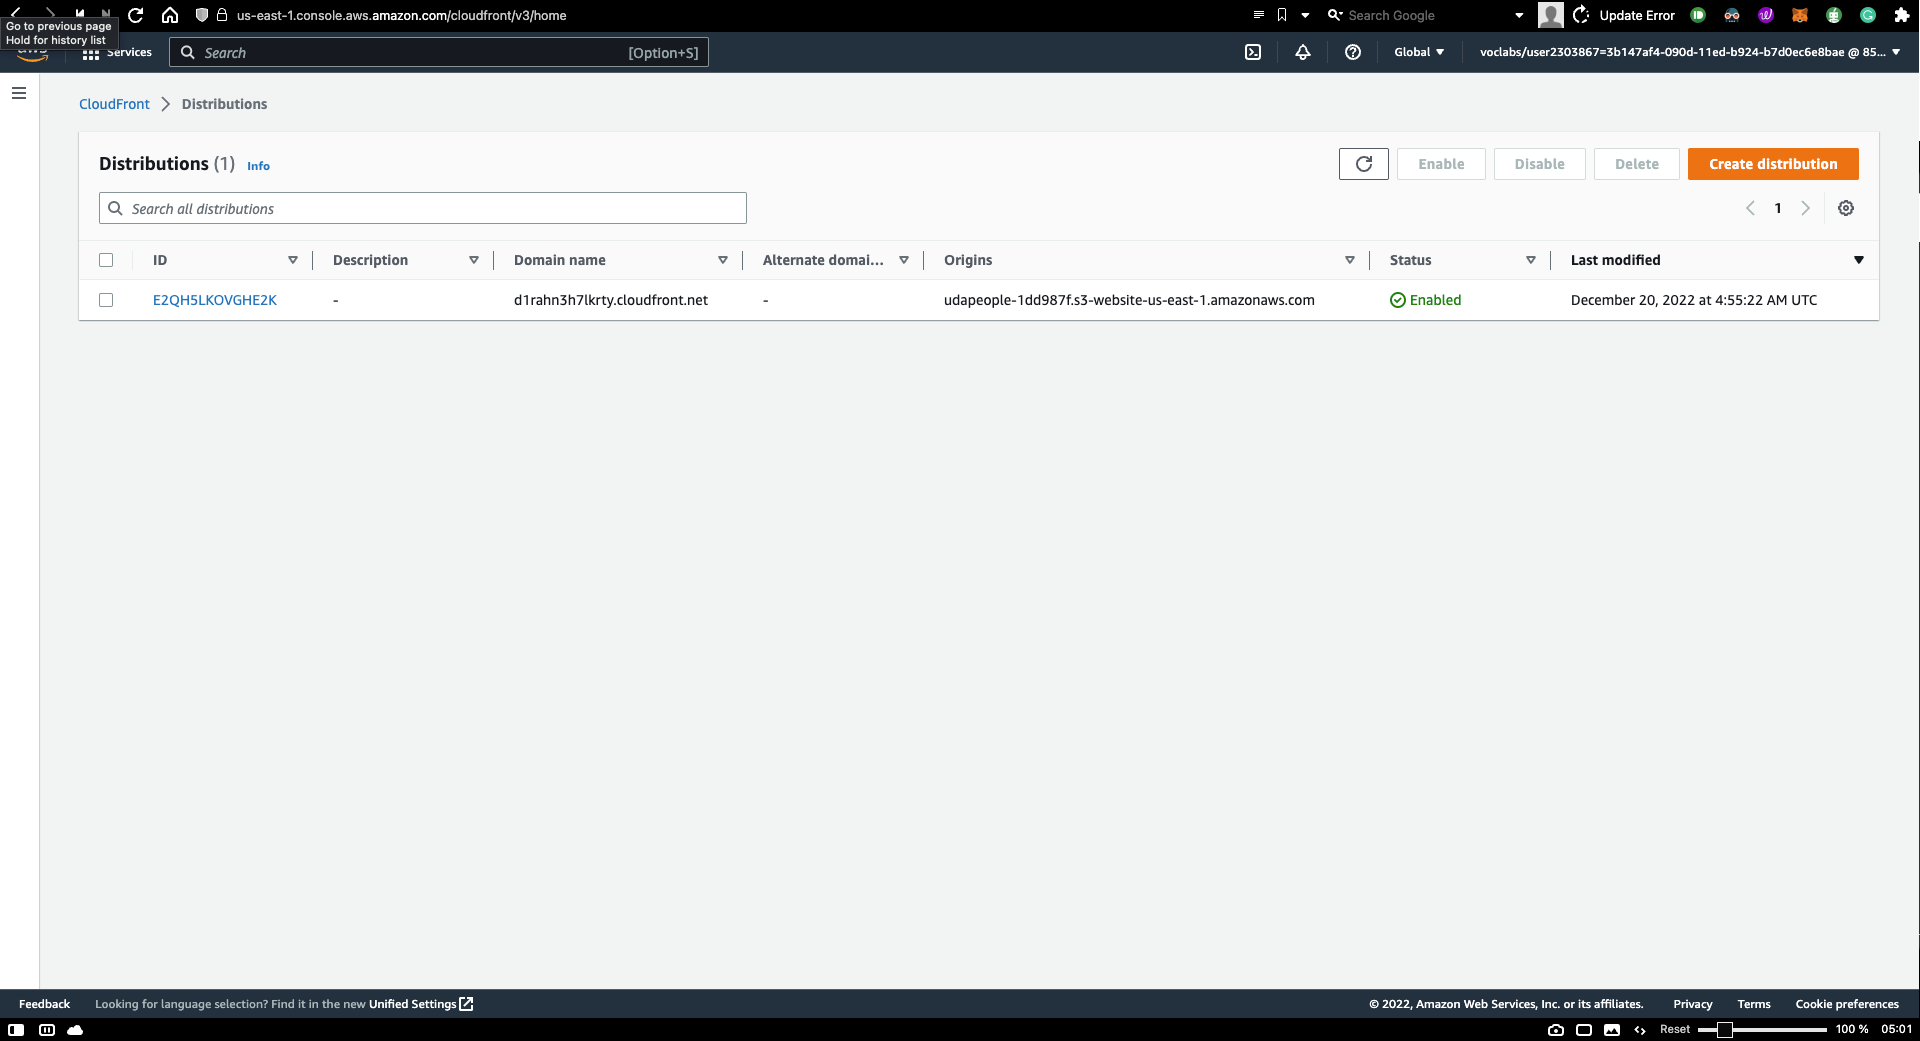 us-east-1.console.aws.amazon.com/cloudfront/v3/home
Search Google
Update Error
Go to previous page
Hold for history list
aws
Services
Search
[Option+S]
Global
voclabs/user2303867=3b147af4-090d-11ed-b924-b7d0ec6e8bae @ 85...
CloudFront
Distributions
Distributions (1)
Info
Enable
Disable
Delete
Create distribution
Search all distributions
1
ID
Description
Domain name
Alternate domai...
Origins
Status
Last modified
E2QH5LKOVGHE2K
-
d1rahn3h7lkrty.cloudfront.net
-
udapeople-1dd987f.s3-website-us-east-1.amazonaws.com
Enabled
December 20, 2022 at 4:55:22 AM UTC
Feedback
Looking for language selection? Find it in the new Unified Settings
© 2022, Amazon Web Services, Inc. or its affiliates.
Privacy
Terms
Cookie preferences
Reset
100 %
05:01